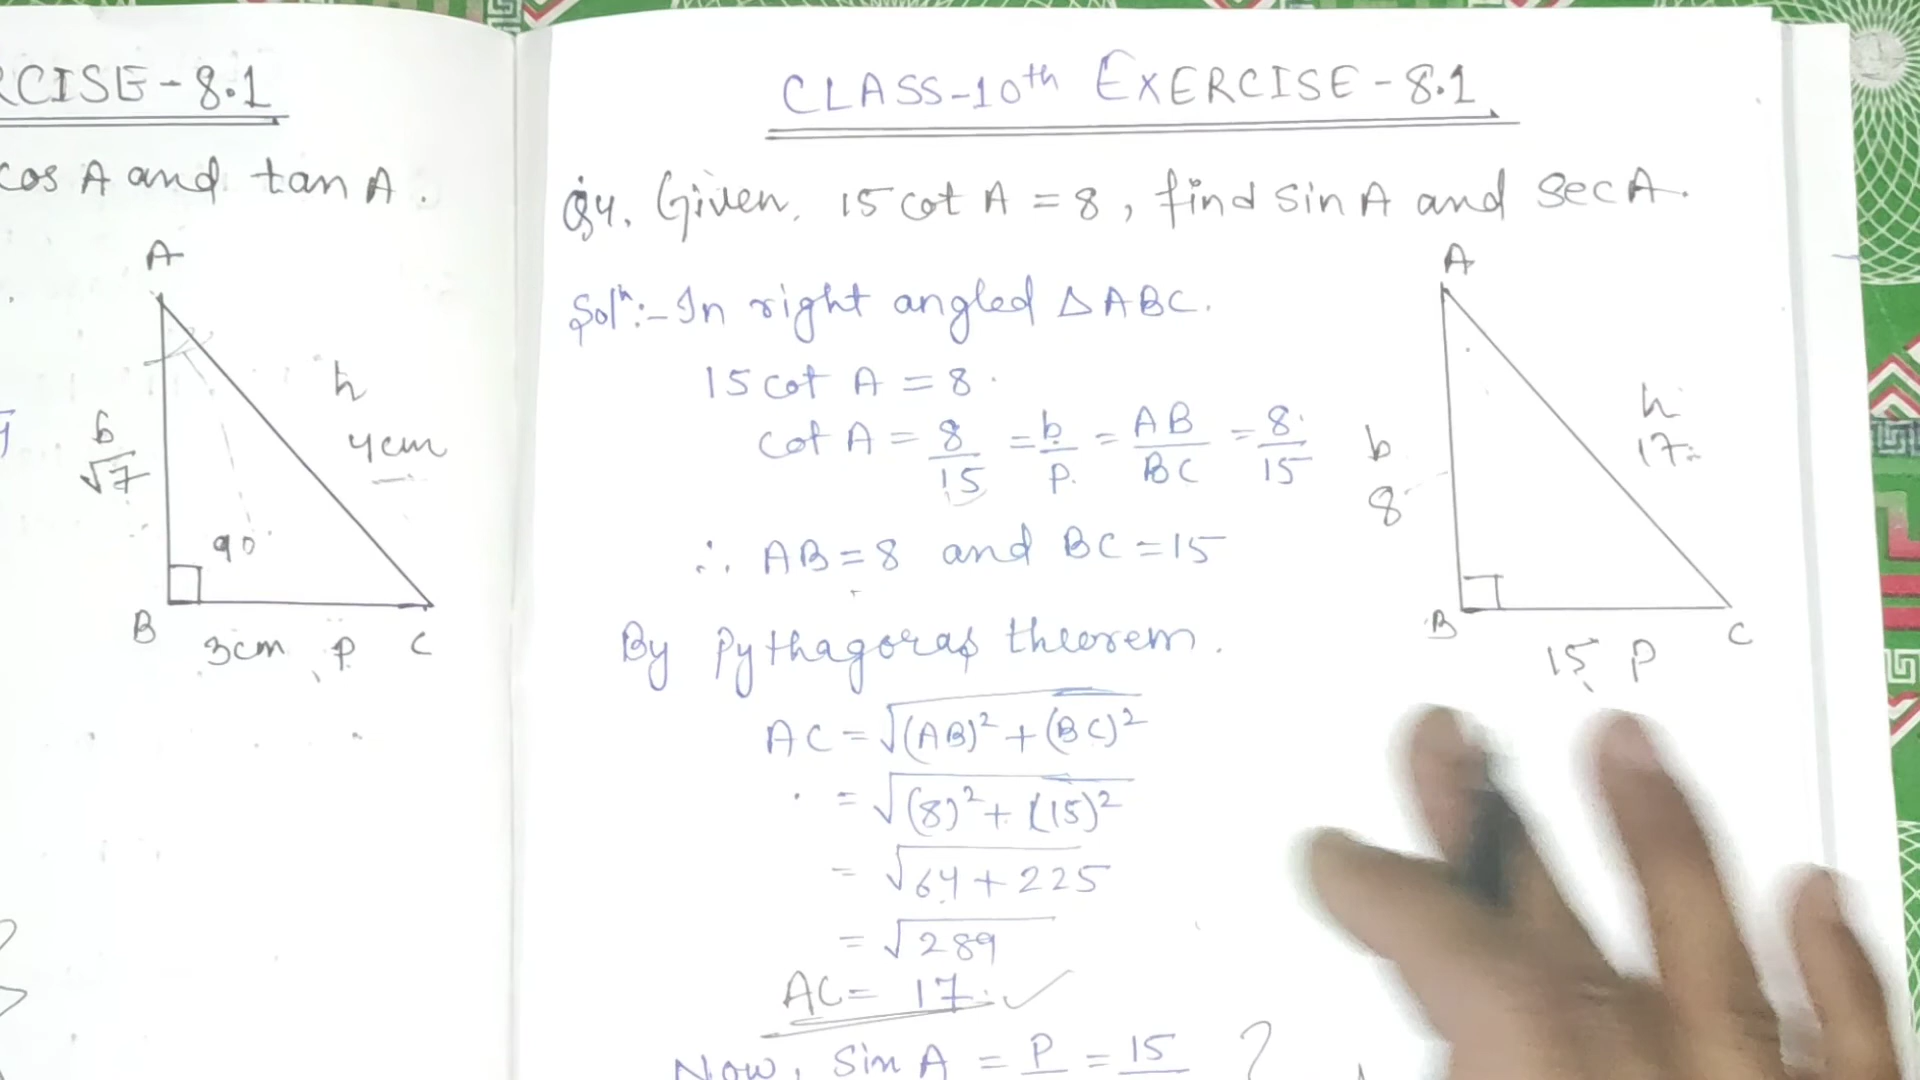 RCISE-8.1
cos A and tan A.
A
h
b
4cm
√7
90°
B
3cm P C
CLASS-10th EXERCISE-8.1
Q4. Given, 15 cot A = 8, find sin A and sec A.
Solⁿ:- In right angled △ABC.
15 cot A = 8
cot A = 8/15 = b/P = AB/BC = 8/15
∴ AB = 8 and BC = 15
By Pythagoras theorem.
AC = √(AB)² + (BC)²
= √(8)² + (15)²
= √64 + 225
= √289
AC = 17
Now, Sin A = P = 15
A
h
17
b
8
B
C
15 P